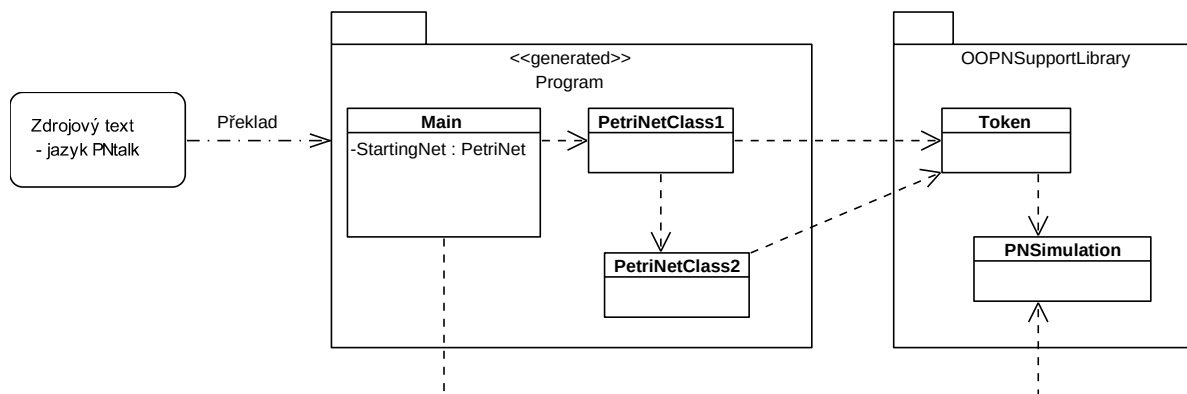 <<generated>>
Program
OOPNSupportLibrary
Zdrojový text
- jazyk PNtalk
Překlad
Main
-StartingNet : PetriNet
PetriNetClass1
PetriNetClass2
Token
PNSimulation